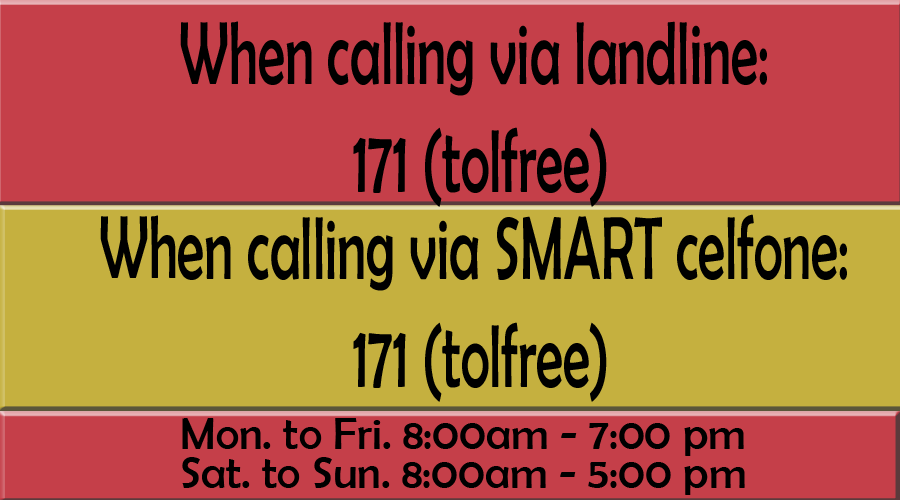 When calling via landline:
171 (tolfree)
When calling via SMART celfone:
171 (tolfree)
Mon. to Fri. 8:00am - 7:00 pm
Sat. to Sun. 8:00am - 5:00 pm